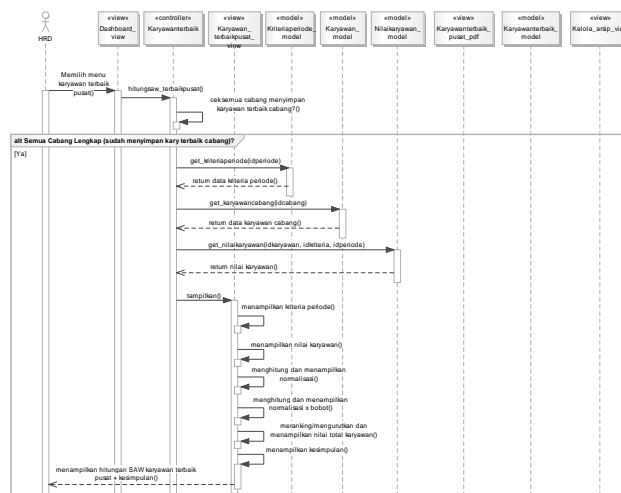 «view»
Dashboard_
view
«controller»
Karyawanterbaik
«view»
Karyawan_
terbaikpusat_
view
«model»
Kriteriaperiode_
model
«model»
Karyawan_
model
«model»
Nilaikaryawan_
model
«view»
Karyawanterbaik_
pusat_pdf
«model»
Karyawanterbaik_
model
«view»
Kelola_arsip_vie
HRD
Memilih menu
karyawan terbaik
pusat()
hitungsaw_terbaikpusat()
cek semua cabang menyimpan
karyawan terbaik cabang?()
alt Semua Cabang Lengkap (sudah menyimpan kary terbaik cabang)?
[Ya]
get_kriteriaperiode(idperiode)
return data kriteria periode()
get_karyawancabang(idcabang)
return data karyawan cabang()
get_nilaikaryawan(idkaryawan, idkriteria, idperiode)
return nilai karyawan()
tampilkan()
menampilkan kriteria periode()
menampilkan nilai karyawan()
menghitung dan menampilkan
normalisasi()
menghitung dan menampilkan
normalisasi x bobot()
meranking/mengurutkan dan
menampilkan nilai total karyawan()
menampilkan kesimpulan()
menampilkan hitungan SAW karyawan terbaik
pusat + kesimpulan()